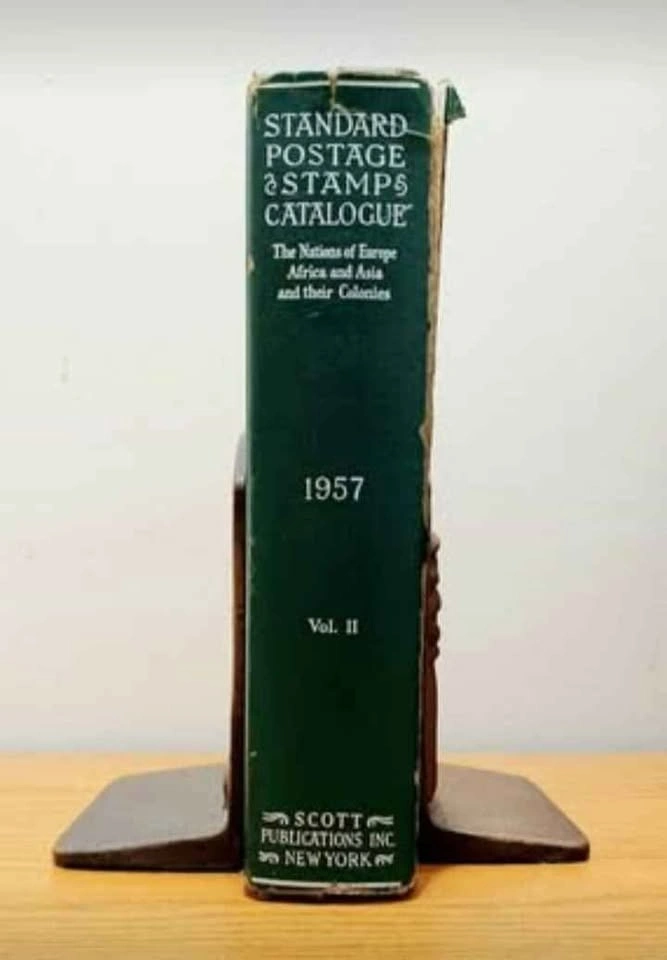 STANDARD
POSTAGE
STAMP
CATALOGUE
The Nations of Europe
Africa and Asia
and their Colonies
1957
Vol. II
SCOTT
PUBLICATIONS INC.
NEW YORK